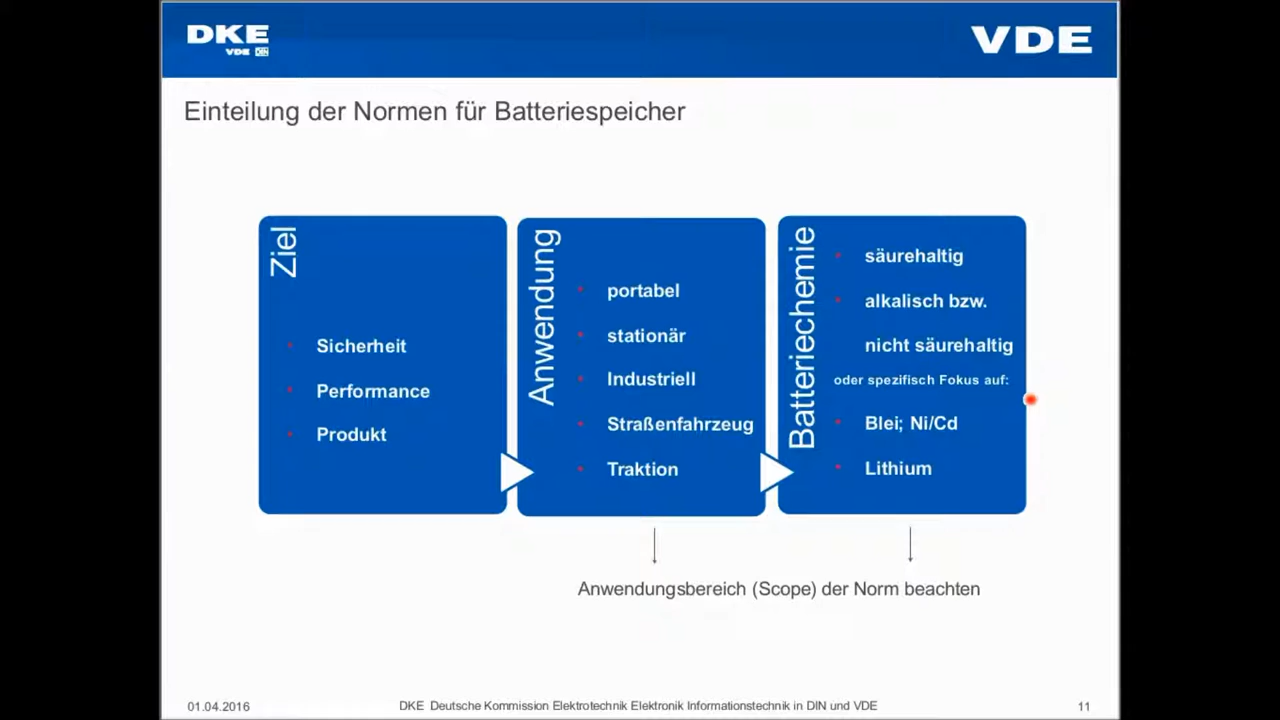 DKE
VDE DIN
VDE
Einteilung der Normen für Batteriespeicher
Ziel
Sicherheit
Performance
Produkt
Anwendung
portabel
stationär
Industriell
Straßenfahrzeug
Traktion
Batteriechemie
säurehaltig
alkalisch bzw.
nicht säurehaltig
oder spezifisch Fokus auf:
Blei; Ni/Cd
Lithium
Anwendungsbereich (Scope) der Norm beachten
01.04.2016
DKE Deutsche Kommission Elektrotechnik Elektronik Informationstechnik in DIN und VDE
11